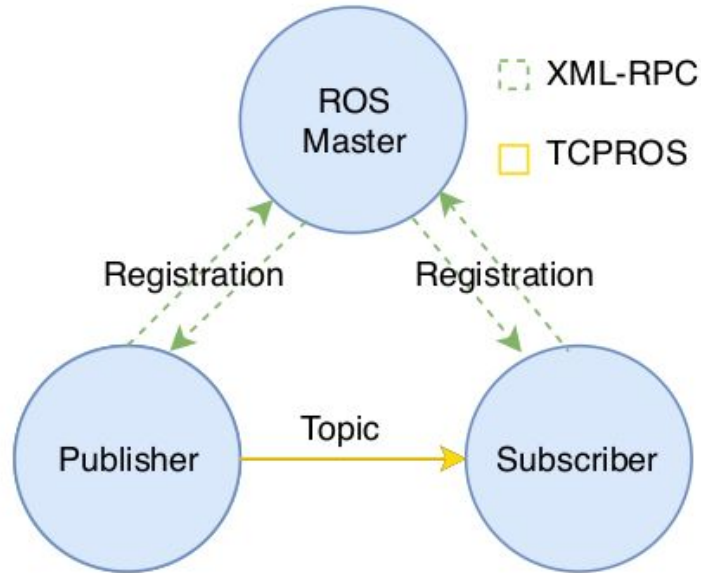 ROS
Master
XML-RPC
TCPROS
Registration
Registration
Publisher
Topic
Subscriber